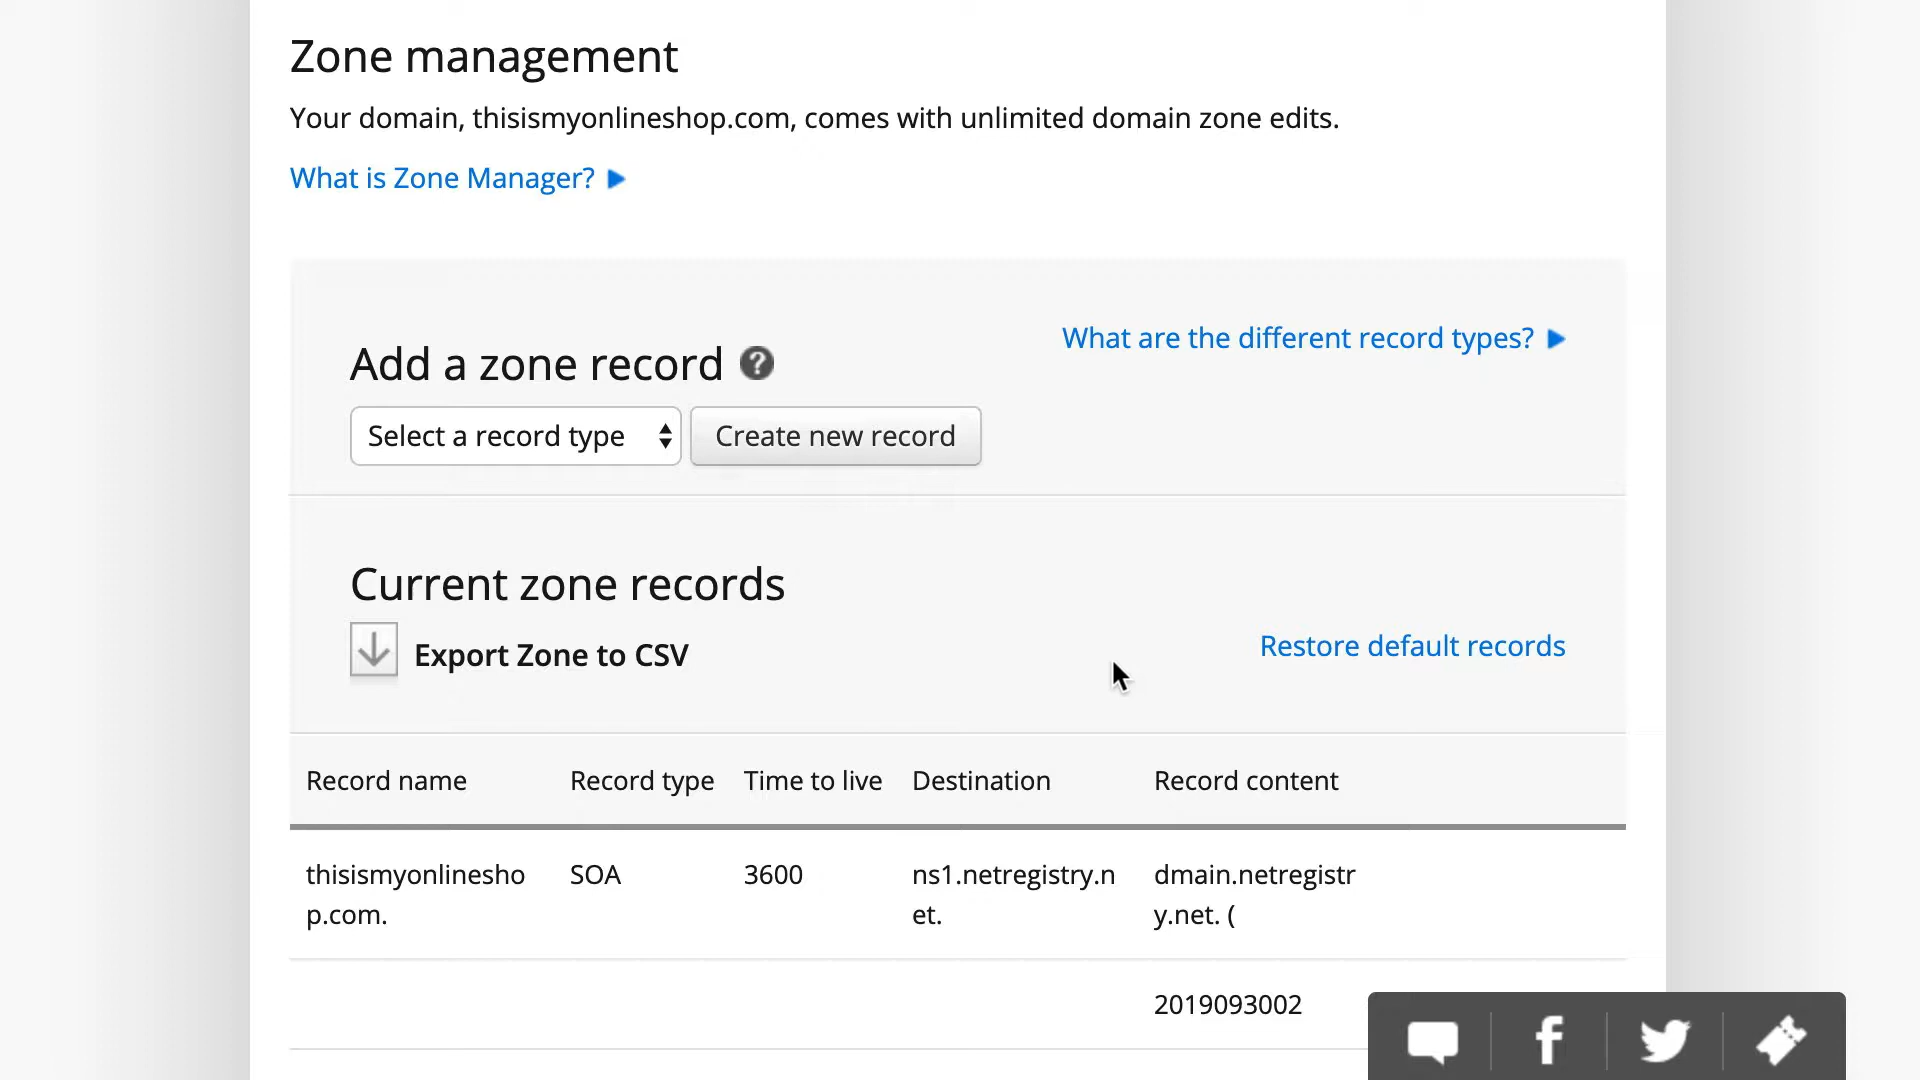 Zone management
Your domain, thisismyonlineshop.com, comes with unlimited domain zone edits.
What is Zone Manager?
What are the different record types?
Add a zone record
Select a record type
Create new record
Current zone records
Export Zone to CSV
Restore default records
Record name Record type Time to live Destination Record content
thisismyonlinesho SOA 3600 ns1.netregistry.n dmain.netregistr
p.com. et. y.net. (
2019093002